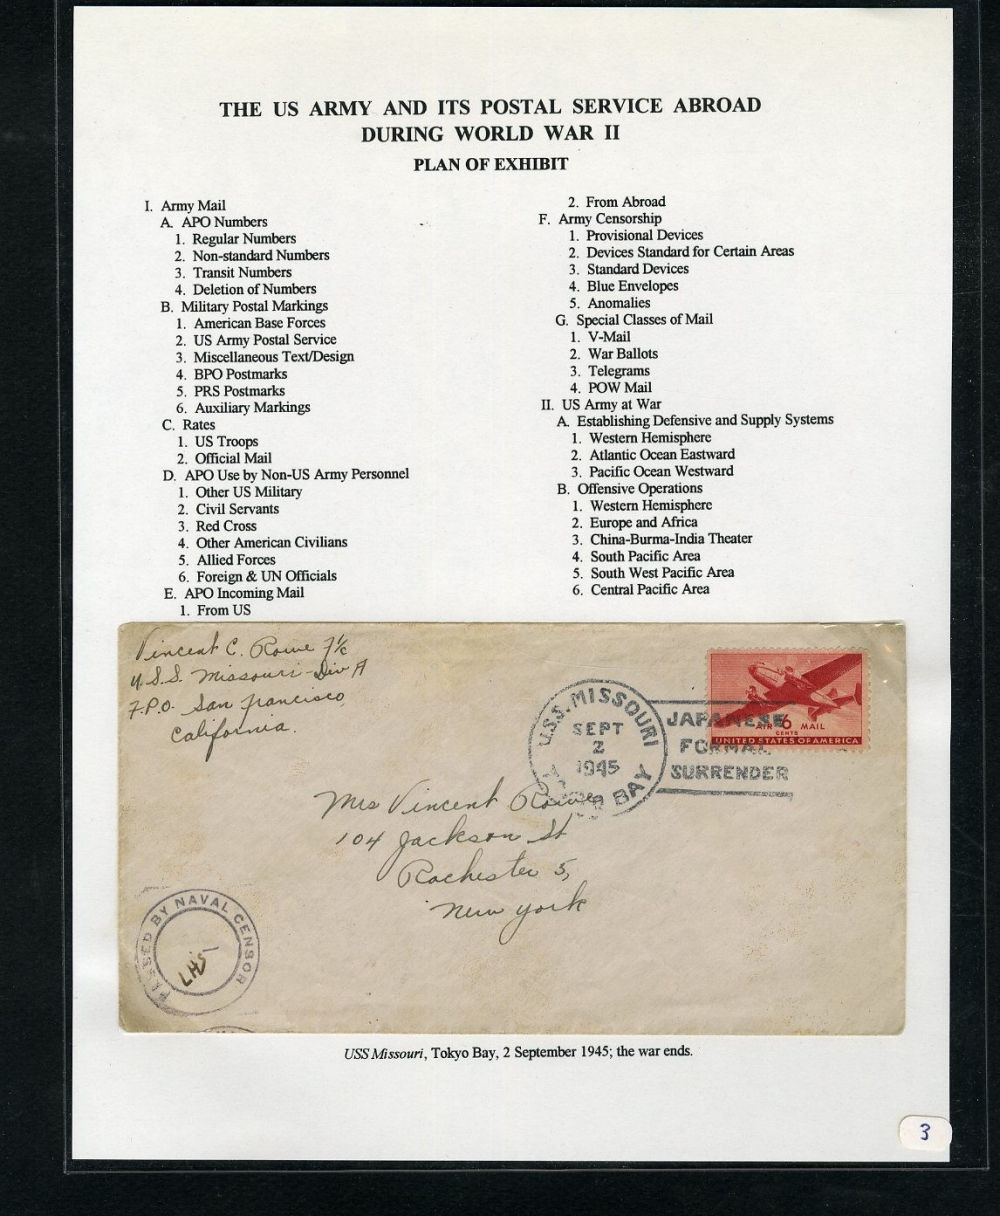 THE US ARMY AND ITS POSTAL SERVICE ABROAD
DURING WORLD WAR II
PLAN OF EXHIBIT
I. Army Mail
A. APO Numbers
1. Regular Numbers
2. Non-standard Numbers
3. Transit Numbers
4. Deletion of Numbers
B. Military Postal Markings
1. American Base Forces
2. US Army Postal Service
3. Miscellaneous Text/Design
4. BPO Postmarks
5. PRS Postmarks
6. Auxiliary Markings
C. Rates
1. US Troops
2. Official Mail
D. APO Use by Non-US Army Personnel
1. Other US Military
2. Civil Servants
3. Red Cross
4. Other American Civilians
5. Allied Forces
6. Foreign & UN Officials
E. APO Incoming Mail
1. From US
2. From Abroad
F. Army Censorship
1. Provisional Devices
2. Devices Standard for Certain Areas
3. Standard Devices
4. Blue Envelopes
5. Anomalies
G. Special Classes of Mail
1. V-Mail
2. War Ballots
3. Telegrams
4. POW Mail
II. US Army at War
A. Establishing Defensive and Supply Systems
1. Western Hemisphere
2. Atlantic Ocean Eastward
3. Pacific Ocean Westward
B. Offensive Operations
1. Western Hemisphere
2. Europe and Africa
3. China-Burma-India Theater
4. South Pacific Area
5. South West Pacific Area
6. Central Pacific Area
Vincent C. Rowe F1/c
U.S.S. Missouri-Div A
F.P.O. San Francisco
California.
U.S.S. MISSOURI
SEPT
2
1945
BAY
JAPANESE
FORMAL
SURRENDER
AIR 6 MAIL
CENTS
UNITED STATES OF AMERICA
Mrs Vincent Rowe
104 Jackson St
Rochester 5,
New York
PASSED BY NAVAL CENSOR
LHS
USS Missouri, Tokyo Bay, 2 September 1945; the war ends.
3